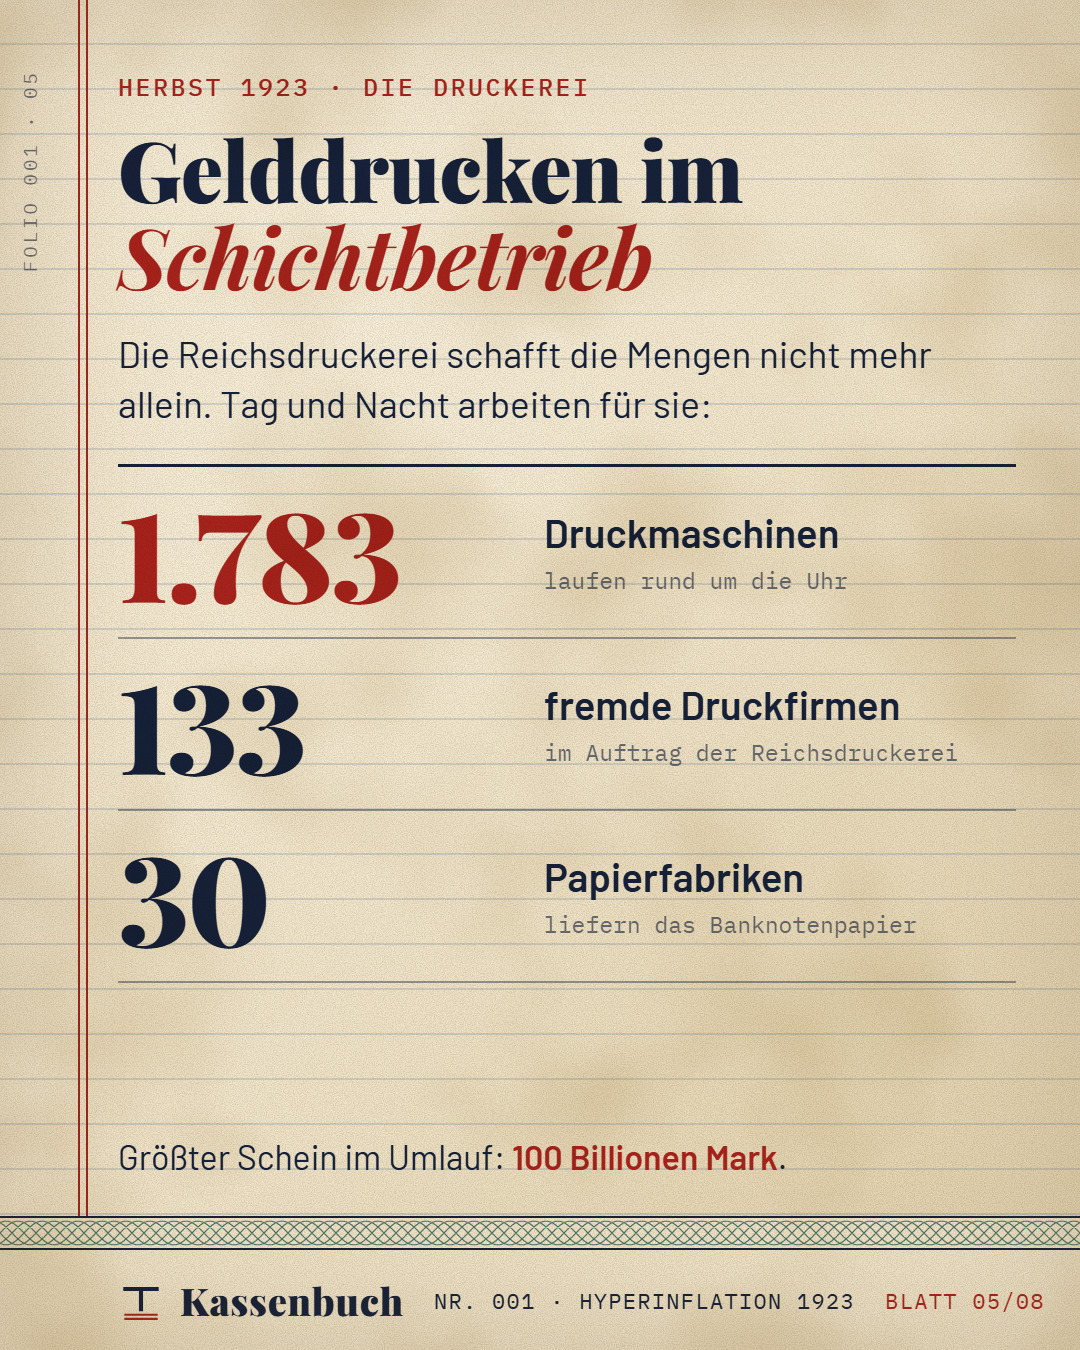 FOLIO 001 · 05
HERBST 1923 · DIE DRUCKEREI
Gelddrucken im
Schichtbetrieb
Die Reichsdruckerei schafft die Mengen nicht mehr
allein. Tag und Nacht arbeiten für sie:
1.783
Druckmaschinen
laufen rund um die Uhr
133
fremde Druckfirmen
im Auftrag der Reichsdruckerei
30
Papierfabriken
liefern das Banknotenpapier
Größter Schein im Umlauf: 100 Billionen Mark.
Kassenbuch NR. 001 · HYPERINFLATION 1923 BLATT 05/08